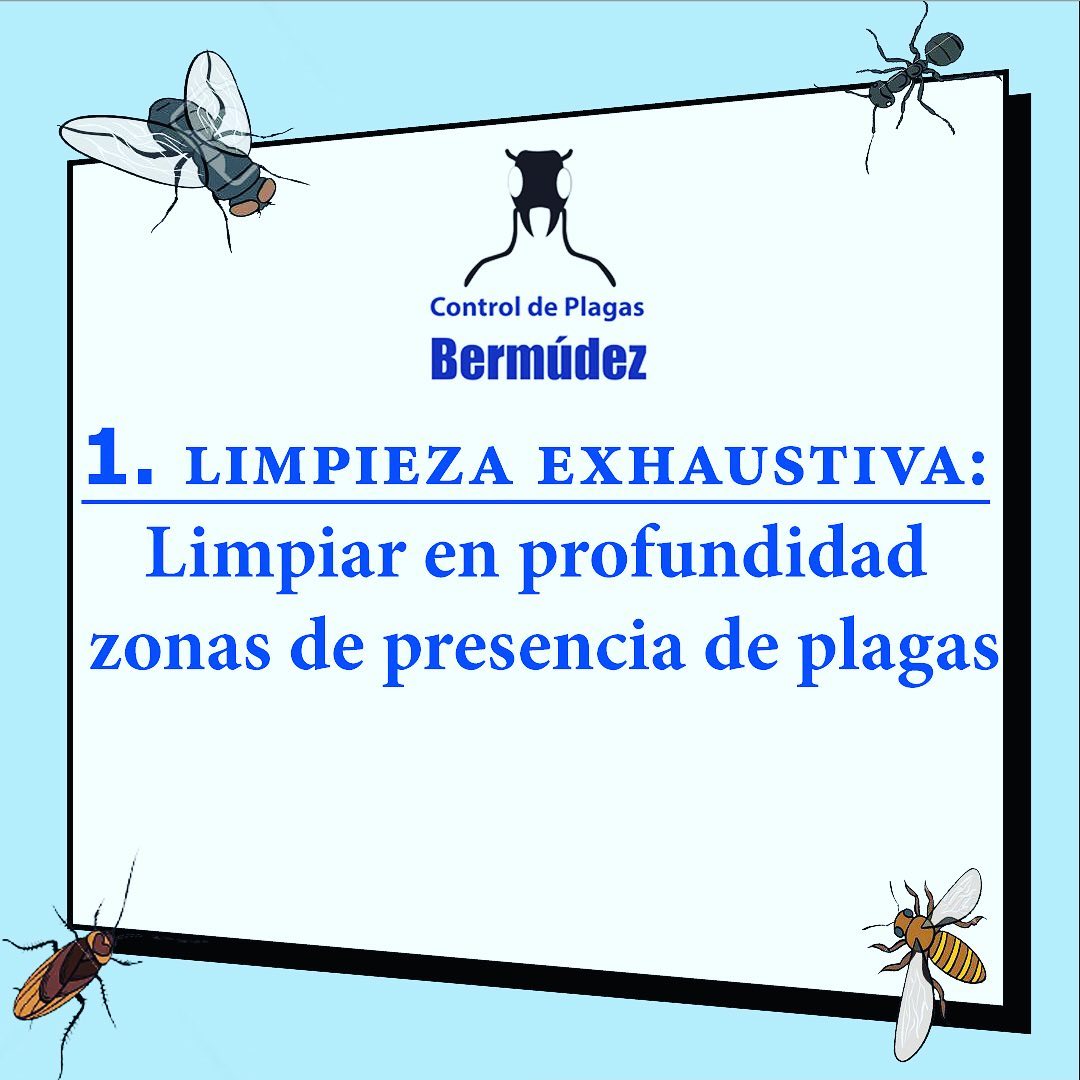 Control de Plagas
Bermúdez
1. LIMPIEZA EXHAUSTIVA:
Limpiar en profundidad
zonas de presencia de plagas